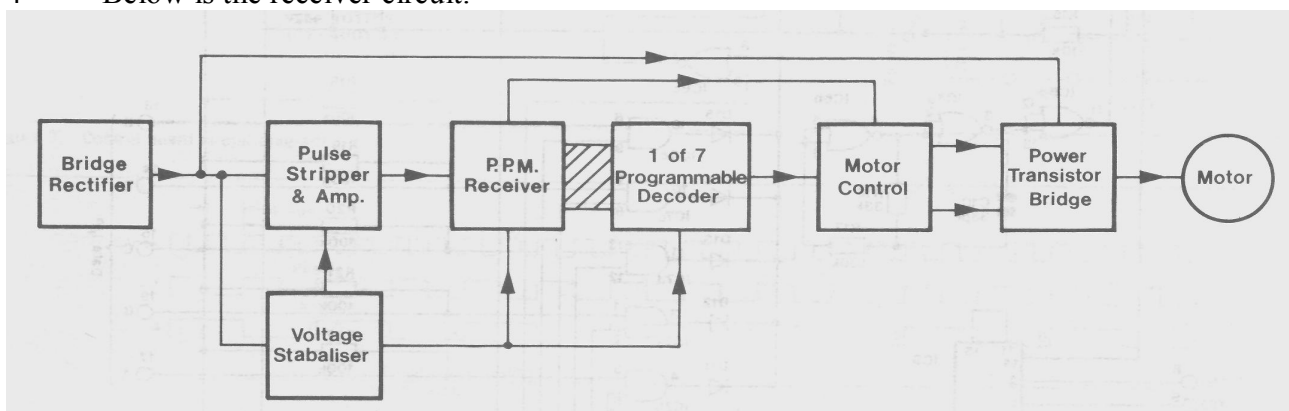 Below is the receiver circuit.
Bridge
Rectifier
Pulse
Stripper
& Amp.
P.P.M.
Receiver
1 of 7
Programmable
Decoder
Motor
Control
Power
Transistor
Bridge
Motor
Voltage
Stabaliser